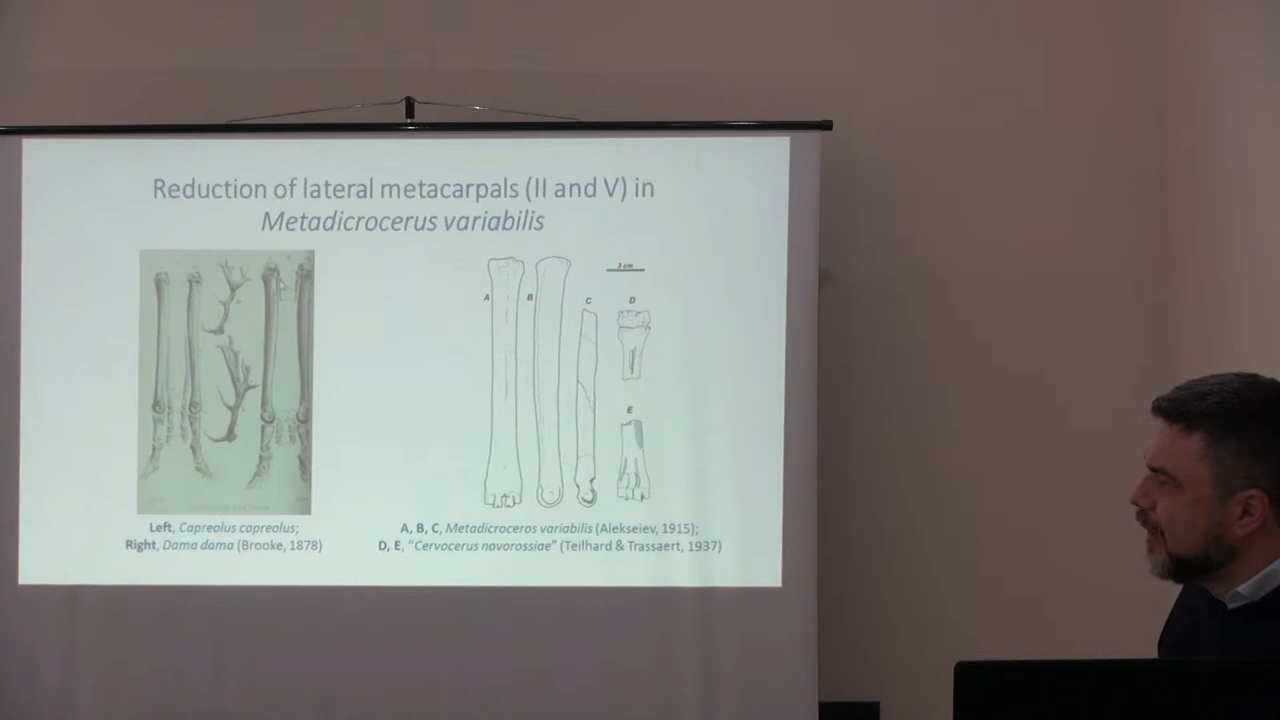 Reduction of lateral metacarpals (II and V) in
Metadicrocerus variabilis
A
B
C
D
E
Left, Capreolus capreolus;
Right, Dama dama (Brooke, 1878)
A, B, C, Metadicroceros variabilis (Alekseiev, 1915);
D, E, “Cervocerus novorossiae” (Teilhard & Trassaert, 1937)